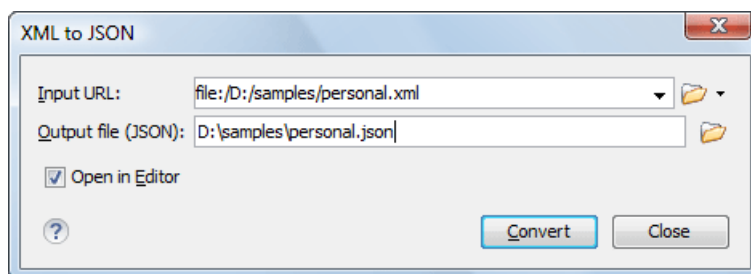 XML to JSON
Input URL: file:/D:/samples/personal.xml
Output file (JSON): D:\samples\personal.json
Open in Editor
? Convert Close